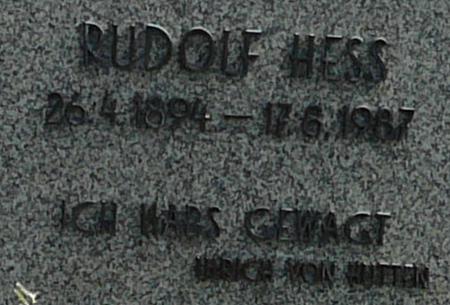 RUDOLF HESS
26.4.1894 — 17.8.1987
ICH HABS GEWAGT
ULRICH VON HUTTEN